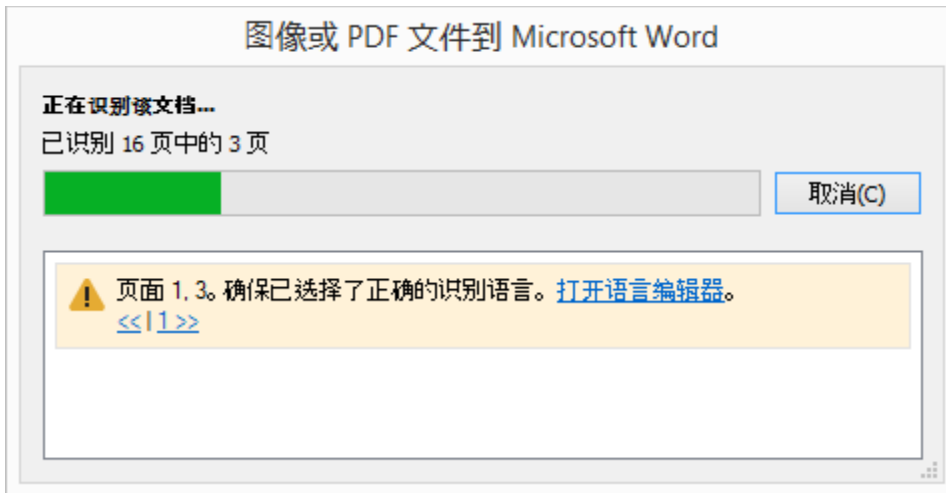 图像或 PDF 文件到 Microsoft Word
正在识别该文档...
已识别 16 页中的 3 页
取消(C)
页面 1, 3。确保已选择了正确的识别语言。打开语言编辑器。
<< | 1 >>